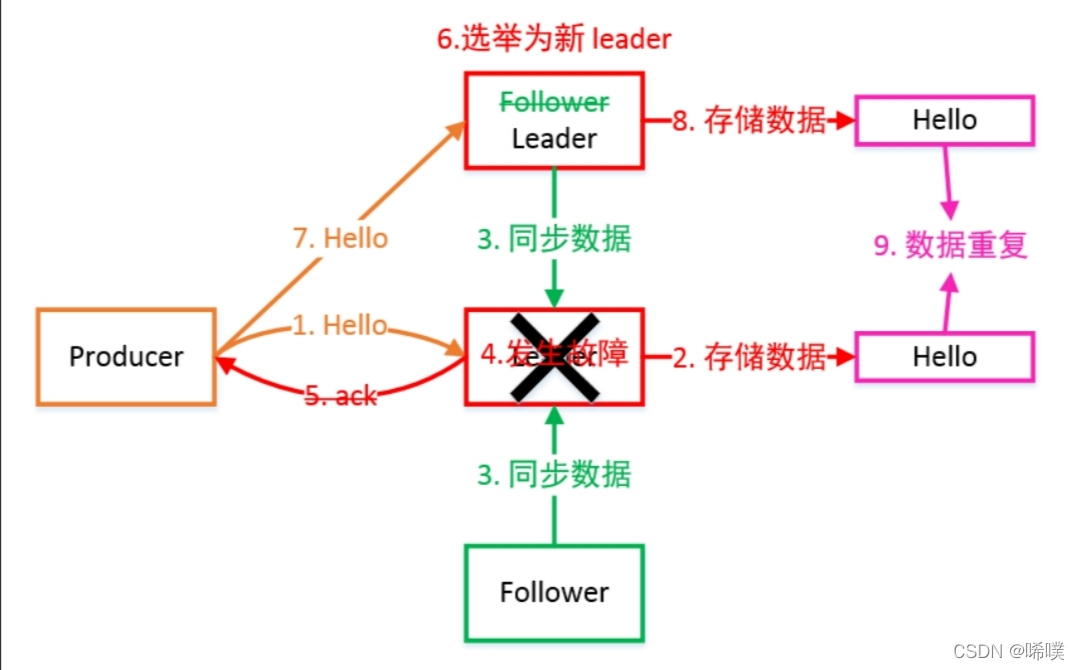 6.选举为新 leader
Follower
Leader
8. 存储数据
Hello
7. Hello
3. 同步数据
9. 数据重复
1. Hello
Producer
4.发生故障
2. 存储数据
Hello
5. ack
3. 同步数据
Follower
CSDN @唏噗